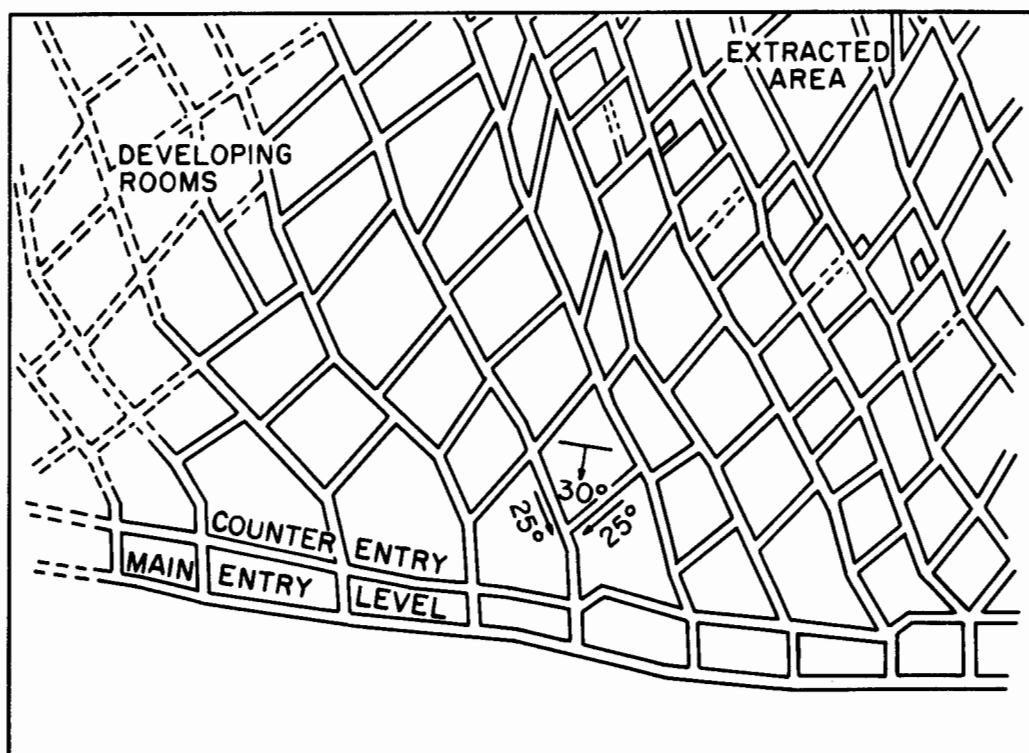 EXTRACTED
AREA
DEVELOPING
ROOMS
30°
25°
25°
COUNTER ENTRY
MAIN ENTRY LEVEL